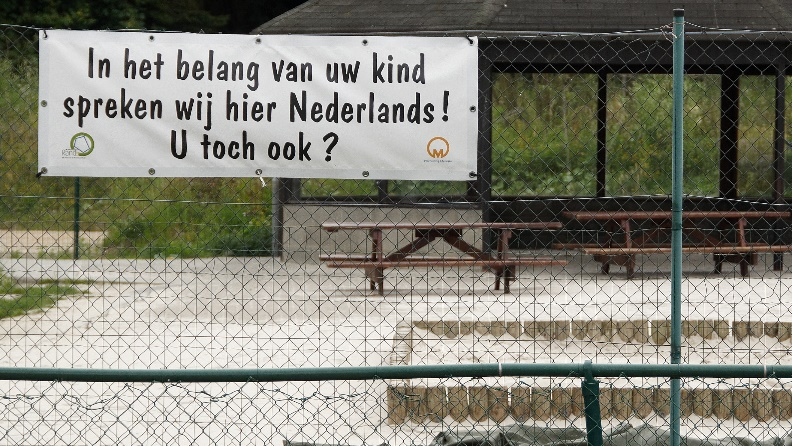 In het belang van uw kind
spreken wij hier Nederlands!
U toch ook?